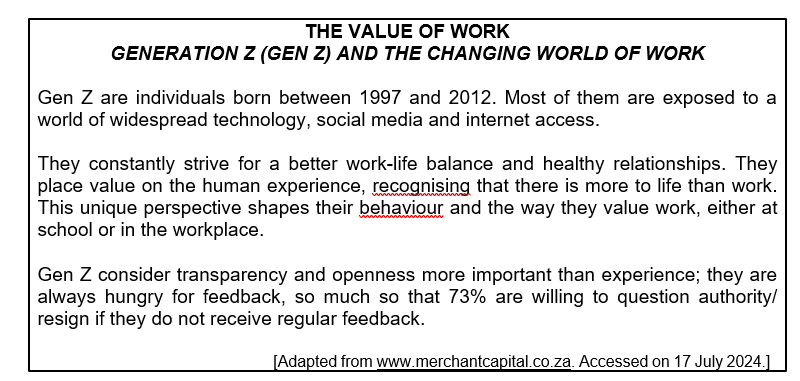 THE VALUE OF WORK
GENERATION Z (GEN Z) AND THE CHANGING WORLD OF WORK
Gen Z are individuals born between 1997 and 2012. Most of them are exposed to a
world of widespread technology, social media and internet access.
They constantly strive for a better work-life balance and healthy relationships. They
place value on the human experience, recognising that there is more to life than work.
This unique perspective shapes their behaviour and the way they value work, either at
school or in the workplace.
Gen Z consider transparency and openness more important than experience; they are
always hungry for feedback, so much so that 73% are willing to question authority/
resign if they do not receive regular feedback.
[Adapted from www.merchantcapital.co.za. Accessed on 17 July 2024.]